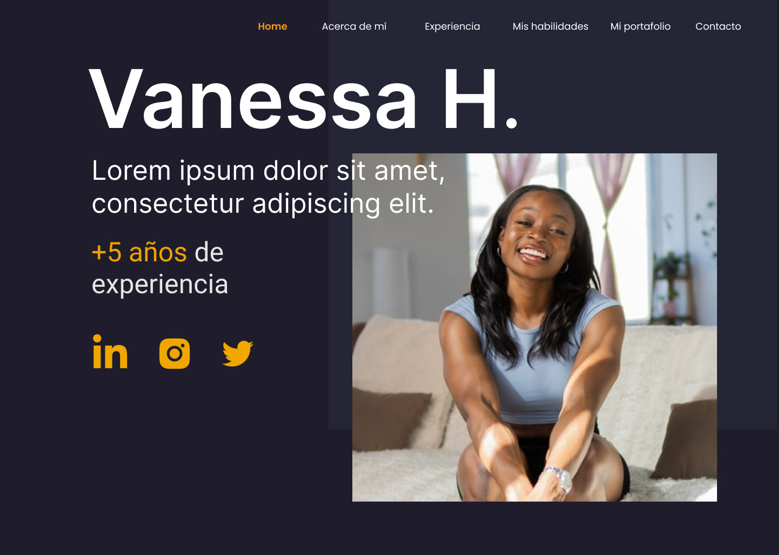 Home Acerca de mí Experiencia Mis habilidades Mi portafolio Contacto
Vanessa H.
Lorem ipsum dolor sit amet,
consectetur adipiscing elit.
+5 años de
experiencia
in